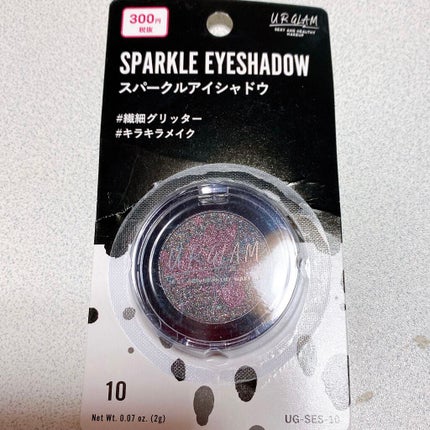 300円
税抜
U R GLAM
SEXY AND HEALTHY
MAKEUP
SPARKLE EYESHADOW
スパークルアイシャドウ
#繊細グリッター
#キラキラメイク
U R GLAM
10
Net Wt. 0.07 oz. (2g)
UG-SES-10